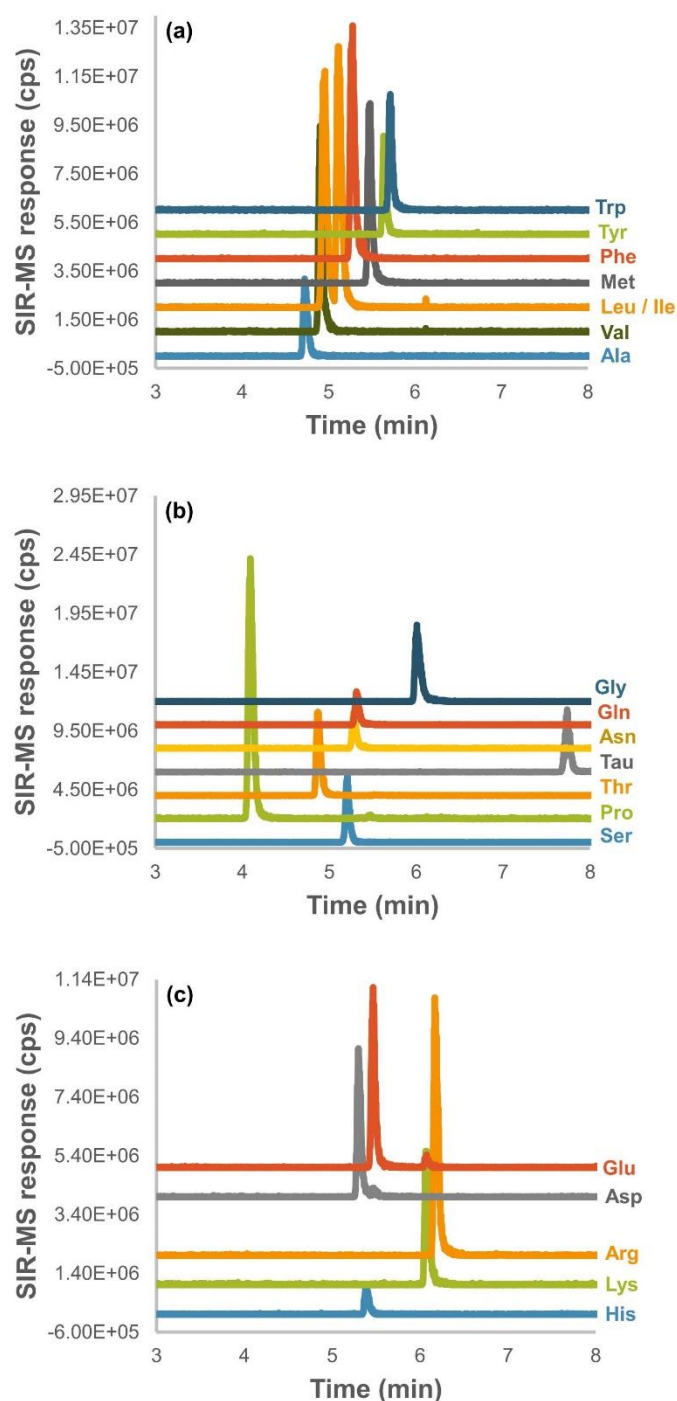 (a)
SIR-MS response (cps)
1.35E+07
1.15E+07
9.50E+06
7.50E+06
5.50E+06
3.50E+06
1.50E+06
-5.00E+05
Trp
Tyr
Phe
Met
Leu / Ile
Val
Ala
3 4 5 6 7 8
Time (min)
(b)
SIR-MS response (cps)
2.95E+07
2.45E+07
1.95E+07
1.45E+07
9.50E+06
4.50E+06
-5.00E+05
Gly
Gln
Asn
Tau
Thr
Pro
Ser
3 4 5 6 7 8
Time (min)
(c)
SIR-MS response (cps)
1.14E+07
9.40E+06
7.40E+06
5.40E+06
3.40E+06
1.40E+06
-6.00E+05
Glu
Asp
Arg
Lys
His
3 4 5 6 7 8
Time (min)